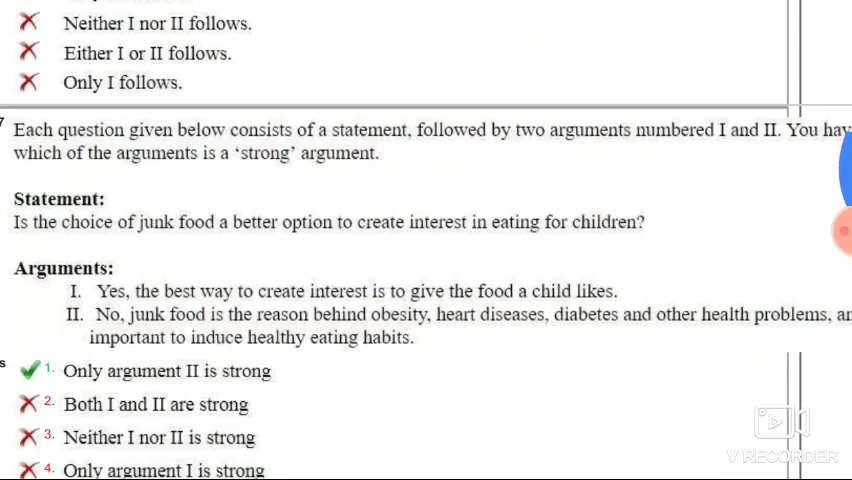 Neither I nor II follows.
Either I or II follows.
Only I follows.
7
Each question given below consists of a statement, followed by two arguments numbered I and II. You hav
which of the arguments is a ‘strong’ argument.
Statement:
Is the choice of junk food a better option to create interest in eating for children?
Arguments:
I. Yes, the best way to create interest is to give the food a child likes.
II. No, junk food is the reason behind obesity, heart diseases, diabetes and other health problems, an
important to induce healthy eating habits.
s 1. Only argument II is strong
2. Both I and II are strong
3. Neither I nor II is strong
4. Only argument I is strong
V RECORDER